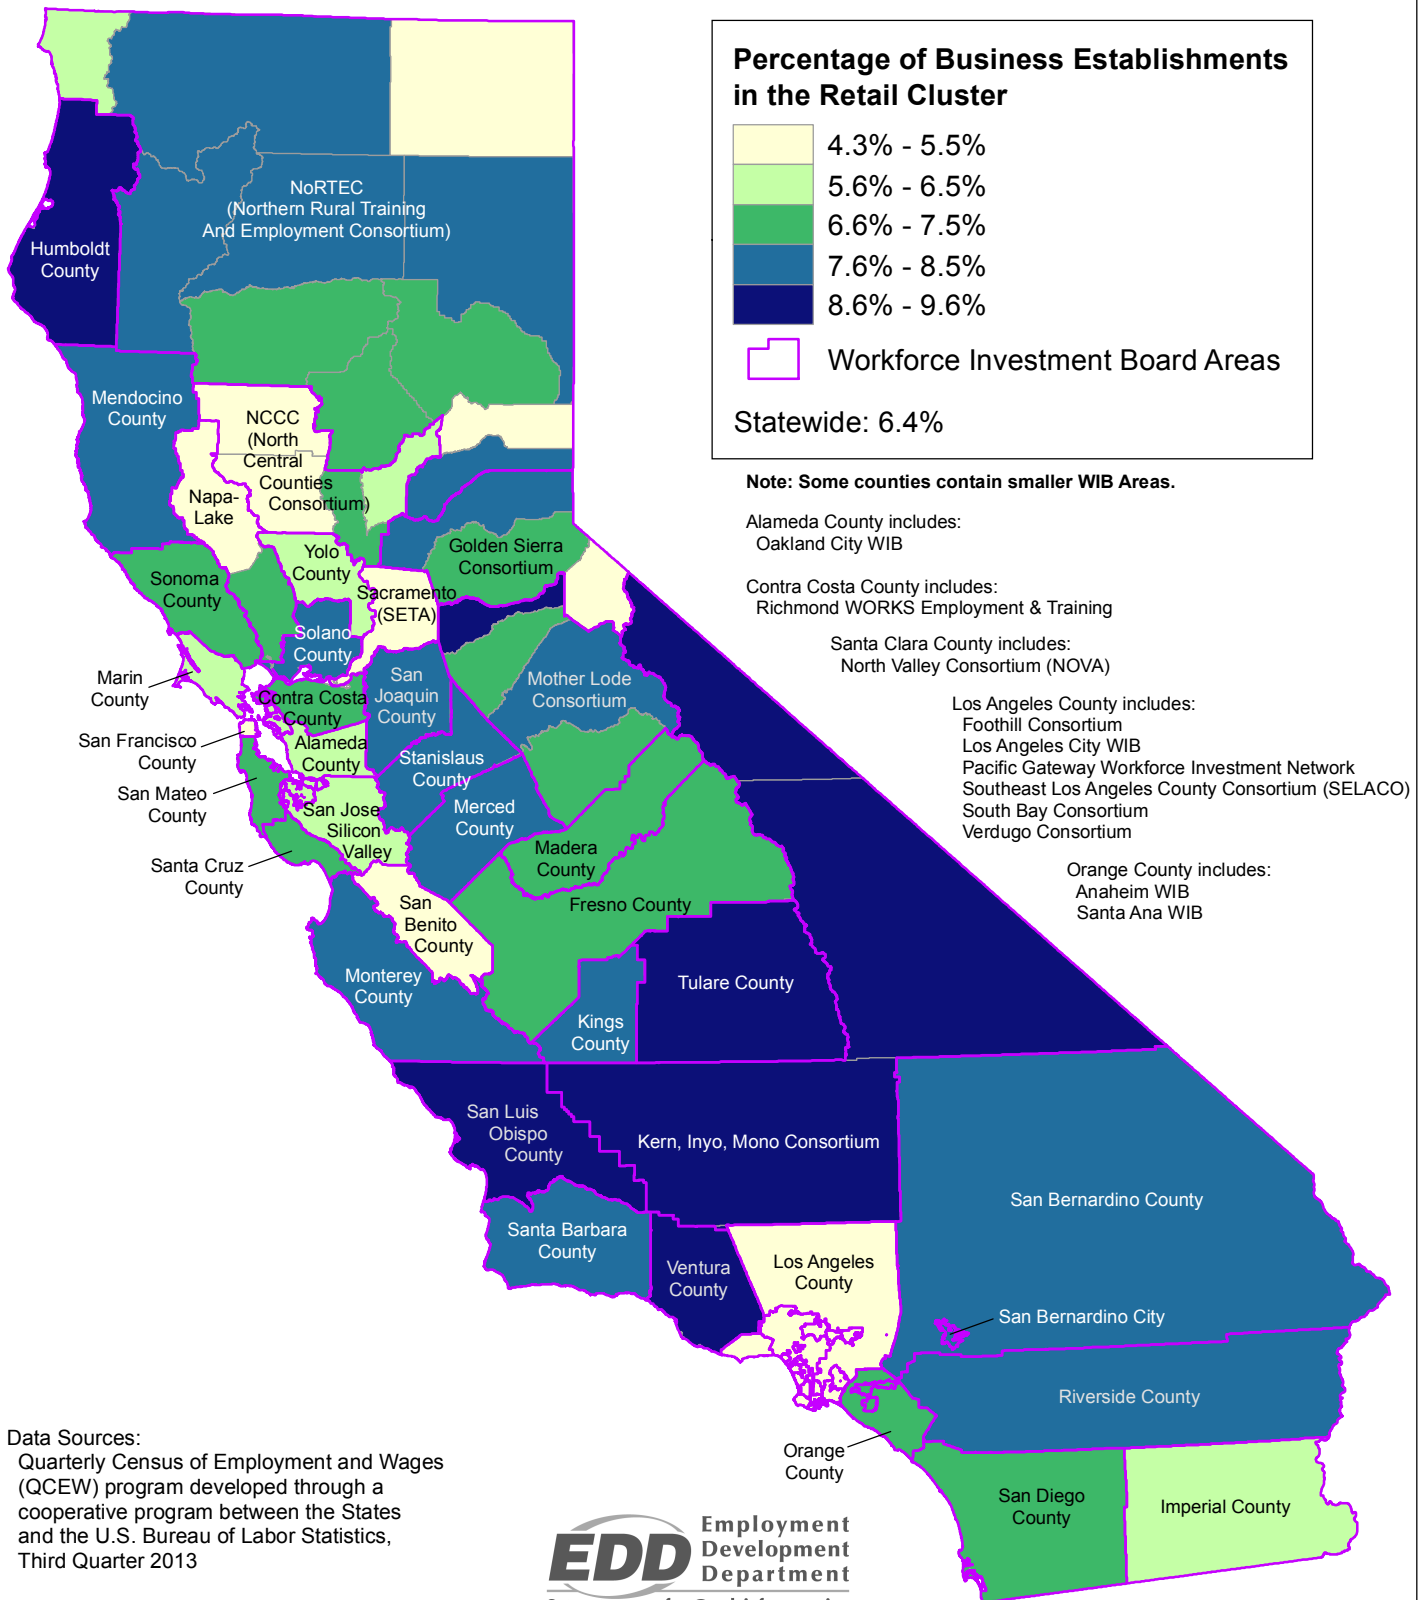 Percentage of Business Establishments
in the Retail Cluster
4.3% - 5.5%
5.6% - 6.5%
6.6% - 7.5%
7.6% - 8.5%
8.6% - 9.6%
Workforce Investment Board Areas
Statewide: 6.4%
Note: Some counties contain smaller WIB Areas.
Alameda County includes:
Oakland City WIB
Contra Costa County includes:
Richmond WORKS Employment & Training
Santa Clara County includes:
North Valley Consortium (NOVA)
Los Angeles County includes:
Foothill Consortium
Los Angeles City WIB
Pacific Gateway Workforce Investment Network
Southeast Los Angeles County Consortium (SELACO)
South Bay Consortium
Verdugo Consortium
Orange County includes:
Anaheim WIB
Santa Ana WIB
NoRTEC
(Northern Rural Training
And Employment Consortium)
Humboldt
County
Mendocino
County
NCCC
(North
Central
Counties
Consortium)
Napa-
Lake
Yolo
County
Golden Sierra
Consortium
Sonoma
County
Sacramento
(SETA)
Solano
County
Marin
County
Contra Costa
County
San
Joaquin
County
Mother Lode
Consortium
San Francisco
County
Alameda
County
Stanislaus
County
San Mateo
County
San Jose
Silicon
Valley
Merced
County
Santa Cruz
County
Madera
County
San
Benito
County
Fresno County
Monterey
County
Tulare County
Kings
County
San Luis
Obispo
County
Kern, Inyo, Mono Consortium
San Bernardino County
Santa Barbara
County
Ventura
County
Los Angeles
County
San Bernardino City
Riverside County
Orange
County
San Diego
County
Imperial County
Data Sources:
Quarterly Census of Employment and Wages
(QCEW) program developed through a
cooperative program between the States
and the U.S. Bureau of Labor Statistics,
Third Quarter 2013
EDD
Employment
Development
Department